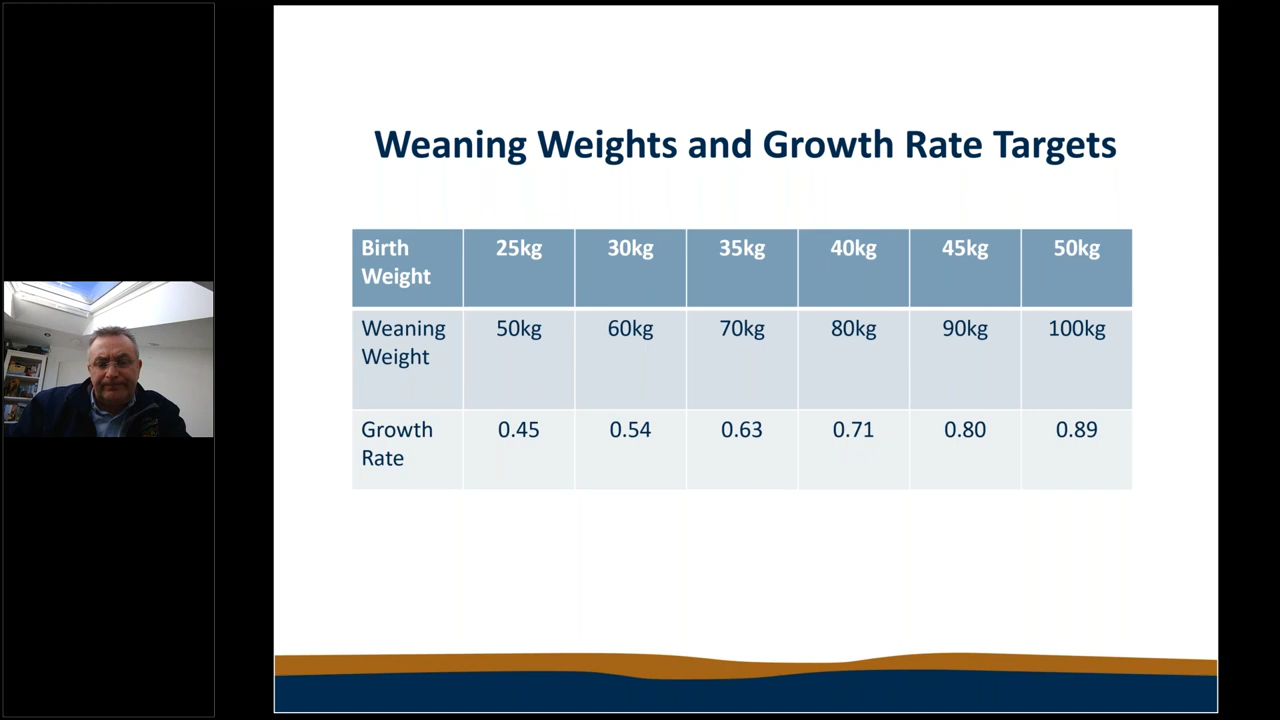 Weaning Weights and Growth Rate Targets
Birth Weight 25kg 30kg 35kg 40kg 45kg 50kg
Weaning Weight 50kg 60kg 70kg 80kg 90kg 100kg
Growth Rate 0.45 0.54 0.63 0.71 0.80 0.89